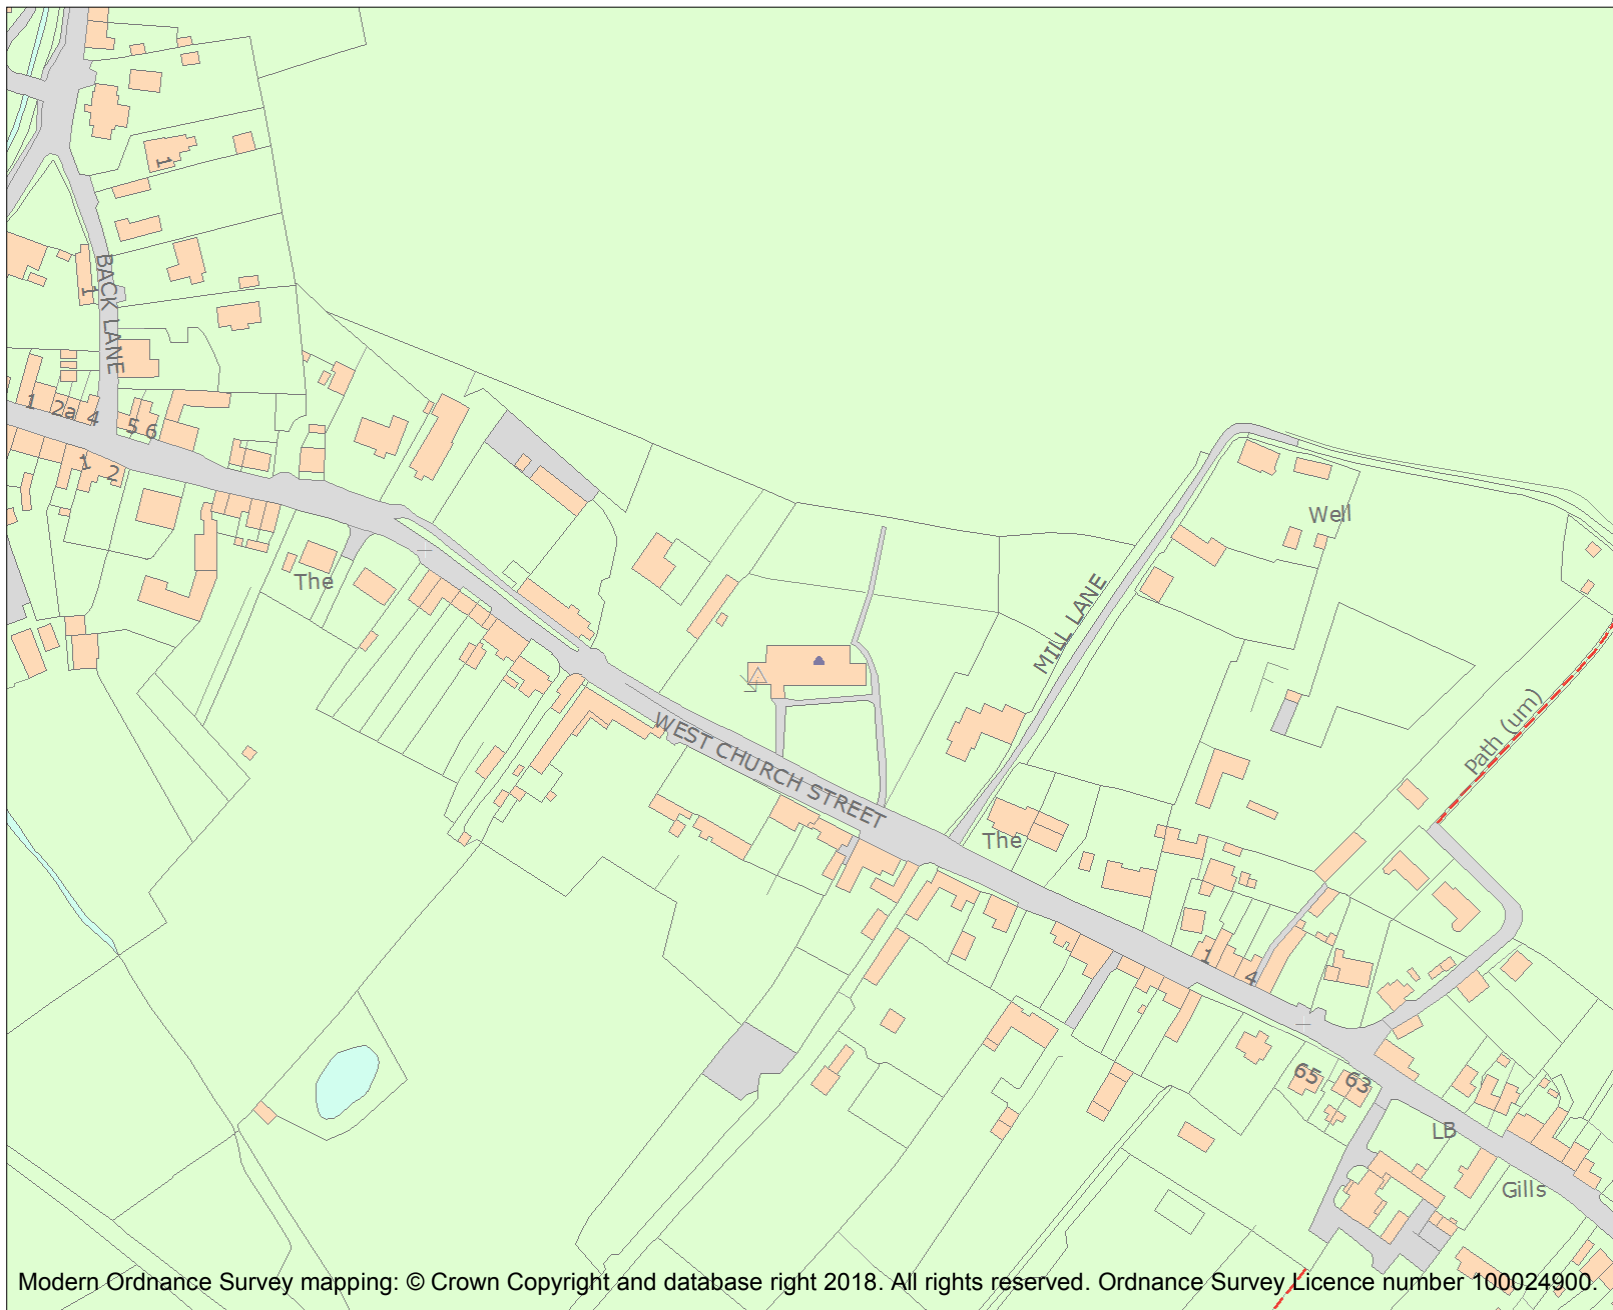 1
BACK LANE
1
1 2a 4
5 6
1 2
The
Well
MILL LANE
Path (um)
WEST CHURCH STREET
The
1
4
65 63
LB
Gills
Modern Ordnance Survey mapping: © Crown Copyright and database right 2018. All rights reserved. Ordnance Survey Licence number 100024900.